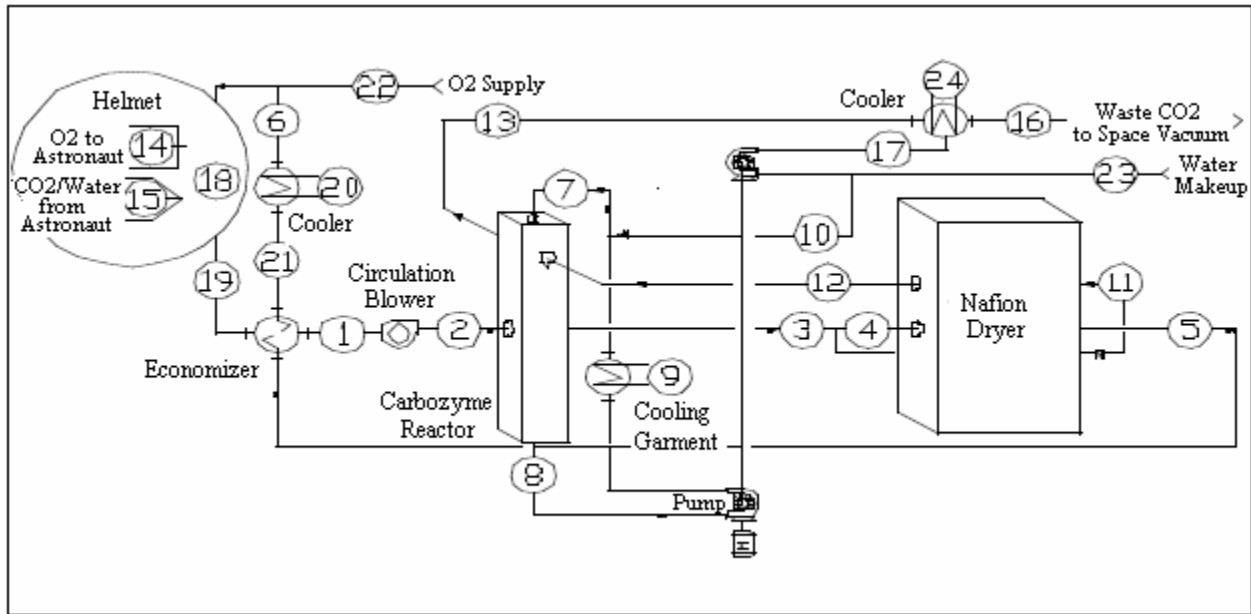 22
O2 Supply
24
Helmet
Cooler
6
13
16
Waste CO2
to Space Vacuum
O2 to
Astronaut
14
17
18
Water
Makeup
23
CO2/Water
from
Astronaut
15
20
7
Cooler
10
21
19
Circulation
Blower
12
11
Nafion
Dryer
1
2
3
4
5
Economizer
9
Carbozyme
Reactor
Cooling
Garment
8
Pump